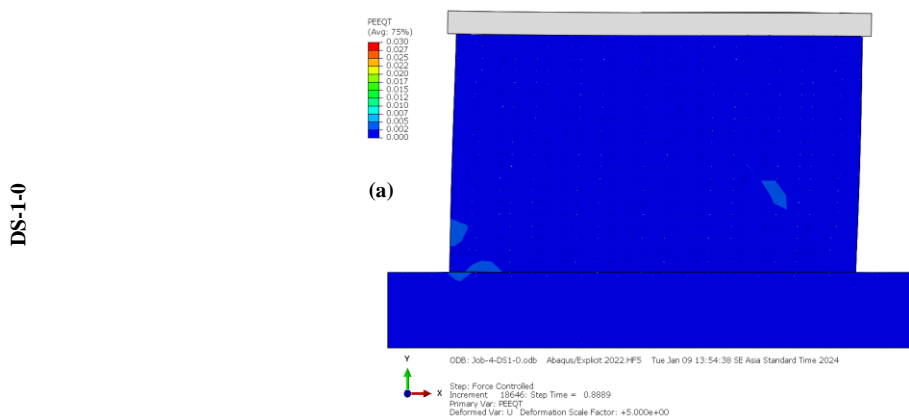 DS-1-0
(a)
PEEQT
(Avg: 75%)
0.030
0.027
0.025
0.022
0.020
0.017
0.015
0.012
0.010
0.007
0.005
0.002
0.000
Y
X
ODB: Job-4-DS1-0.odb Abaqus/Explicit 2022.HF5 Tue Jan 09 13:54:38 SE Asia Standard Time 2024
Step: Force Controlled
Increment 18646: Step Time = 0.8889
Primary Var: PEEQT
Deformed Var: U Deformation Scale Factor: +5.000e+00